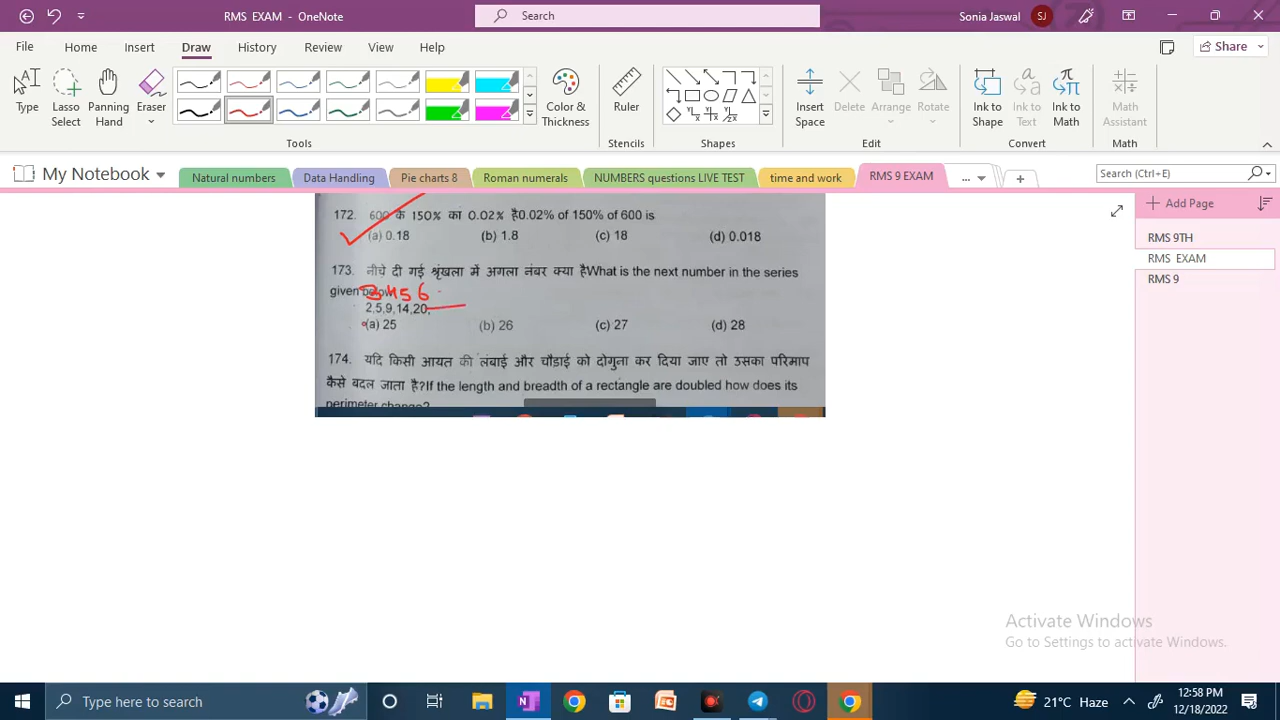 RMS EXAM - OneNote
Search
Sonia Jaswal
SJ
File
Home
Insert
Draw
History
Review
View
Help
Share
Type
Lasso Select
Panning Hand
Eraser
Color & Thickness
Ruler
Shapes
Insert Space
Delete
Arrange
Rotate
Ink to Shape
Ink to Text
Ink to Math
Math Assistant
Tools
Stencils
Shapes
Edit
Convert
Math
My Notebook
Natural numbers
Data Handling
Pie charts 8
Roman numerals
NUMBERS questions LIVE TEST
time and work
RMS 9 EXAM
...
Search (Ctrl+E)
Add Page
RMS 9TH
RMS EXAM
RMS 9
172. 600 के 150% का 0.02% है0.02% of 150% of 600 is
(a) 0.18 (b) 1.8 (c) 18 (d) 0.018
173. नीचे दी गई श्रृंखला में अगला नंबर क्या हैWhat is the next number in the series
given below
3 4 5 6
2,5,9,14,20,
(a) 25 (b) 26 (c) 27 (d) 28
174. यदि किसी आयत की लंबाई और चौड़ाई को दोगुना कर दिया जाए तो उसका परिमाप
कैसे बदल जाता है?If the length and breadth of a rectangle are doubled how does its
perimeter change?
Activate Windows
Go to Settings to activate Windows.
Type here to search
21°C Haze
12:58 PM
12/18/2022